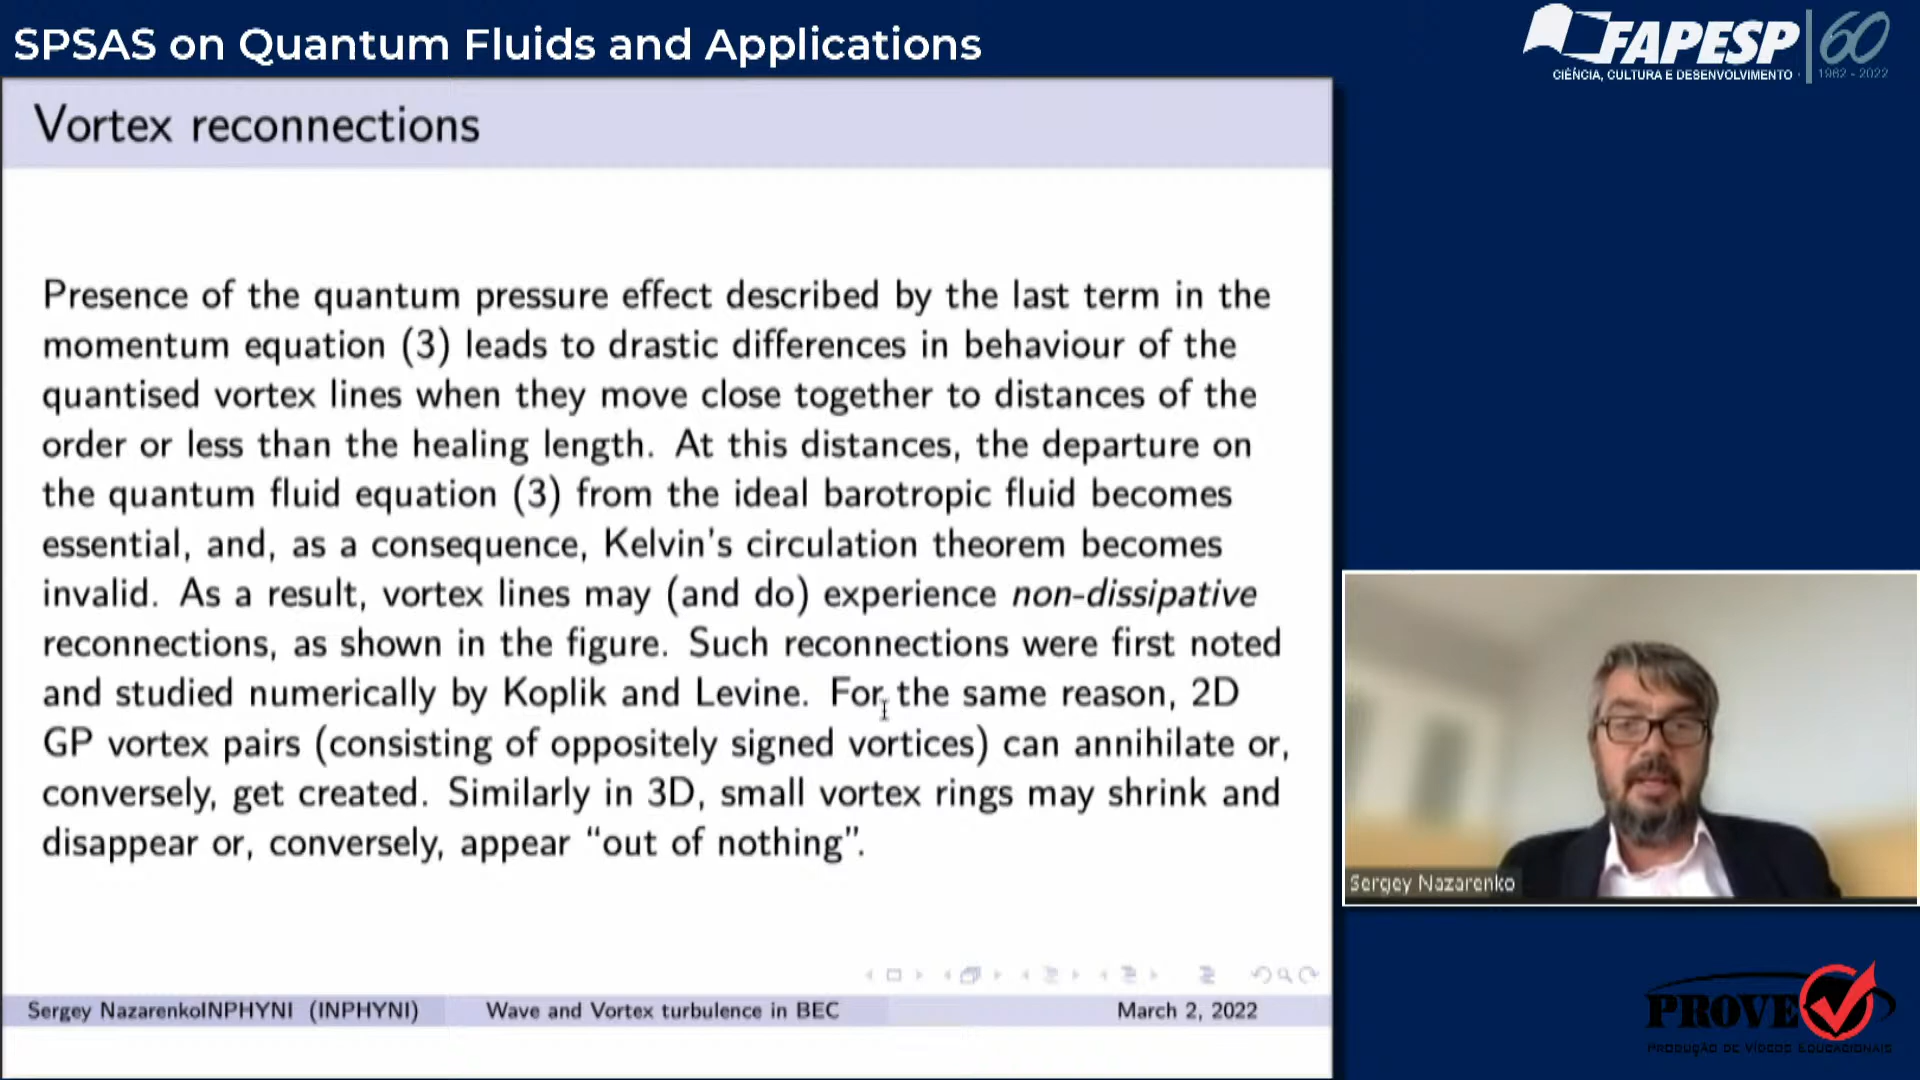 SPSAS on Quantum Fluids and Applications
FAPESP 60
CIÊNCIA, CULTURA E DESENVOLVIMENTO 1962 - 2022
Vortex reconnections
Presence of the quantum pressure effect described by the last term in the
momentum equation (3) leads to drastic differences in behaviour of the
quantised vortex lines when they move close together to distances of the
order or less than the healing length. At this distances, the departure on
the quantum fluid equation (3) from the ideal barotropic fluid becomes
essential, and, as a consequence, Kelvin's circulation theorem becomes
invalid. As a result, vortex lines may (and do) experience non-dissipative
reconnections, as shown in the figure. Such reconnections were first noted
and studied numerically by Koplik and Levine. For the same reason, 2D
GP vortex pairs (consisting of oppositely signed vortices) can annihilate or,
conversely, get created. Similarly in 3D, small vortex rings may shrink and
disappear or, conversely, appear “out of nothing”.
Sergey Nazarenko
Sergey NazarenkoINPHYNI (INPHYNI) Wave and Vortex turbulence in BEC March 2, 2022
PROVE
PRODUÇÃO DE VÍDEOS EDUCACIONAIS